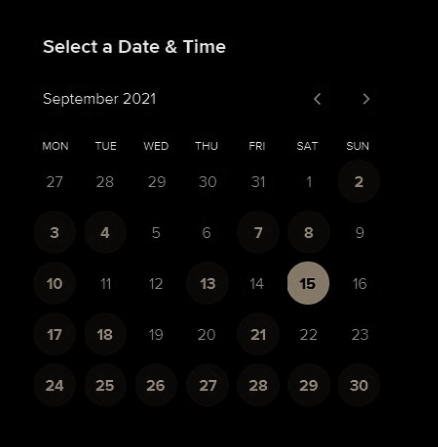 Select a Date & Time
September 2021
MON TUE WED THU FRI SAT SUN
27 28 29 30 31 1 2
3 4 5 6 7 8 9
10 11 12 13 14 15 16
17 18 19 20 21 22 23
24 25 26 27 28 29 30